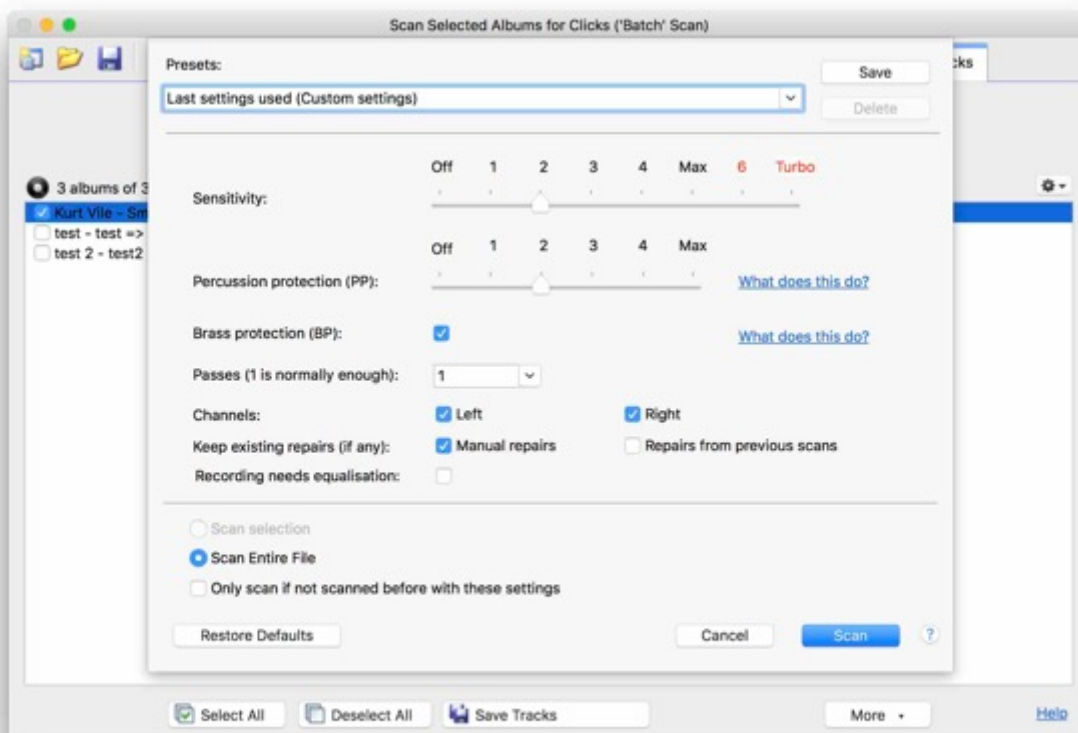 Scan Selected Albums for Clicks ('Batch' Scan)
Presets:
Save
cks
Last settings used (Custom settings)
Delete
Off 1 2 3 4 Max 6 Turbo
3 albums of 3
Sensitivity:
Kurt Vile - Sm
test - test =>
test 2 - test2
Off 1 2 3 4 Max
Percussion protection (PP):
What does this do?
Brass protection (BP):
What does this do?
Passes (1 is normally enough):
1
Channels:
Left
Right
Keep existing repairs (if any):
Manual repairs
Repairs from previous scans
Recording needs equalisation:
Scan selection
Scan Entire File
Only scan if not scanned before with these settings
Restore Defaults
Cancel
Scan
?
Select All
Deselect All
Save Tracks
More
Help